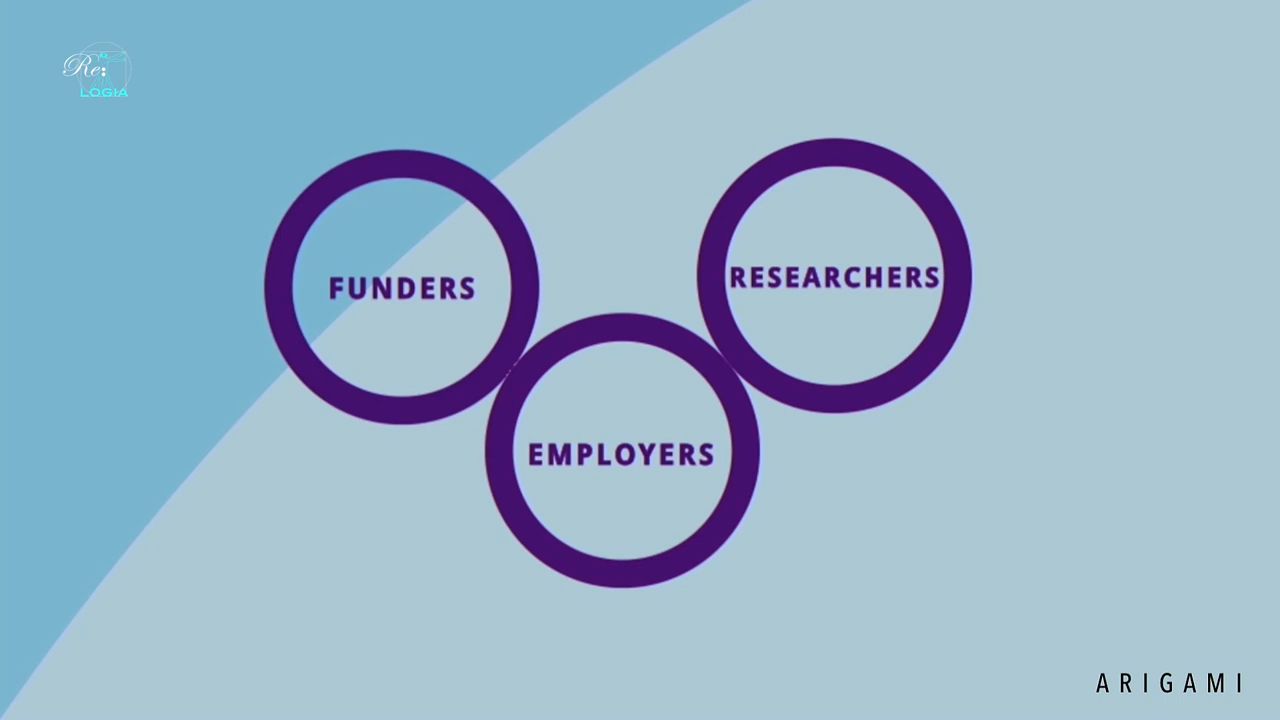 Re:
LOGIA
FUNDERS
RESEARCHERS
EMPLOYERS
ARIGAMI